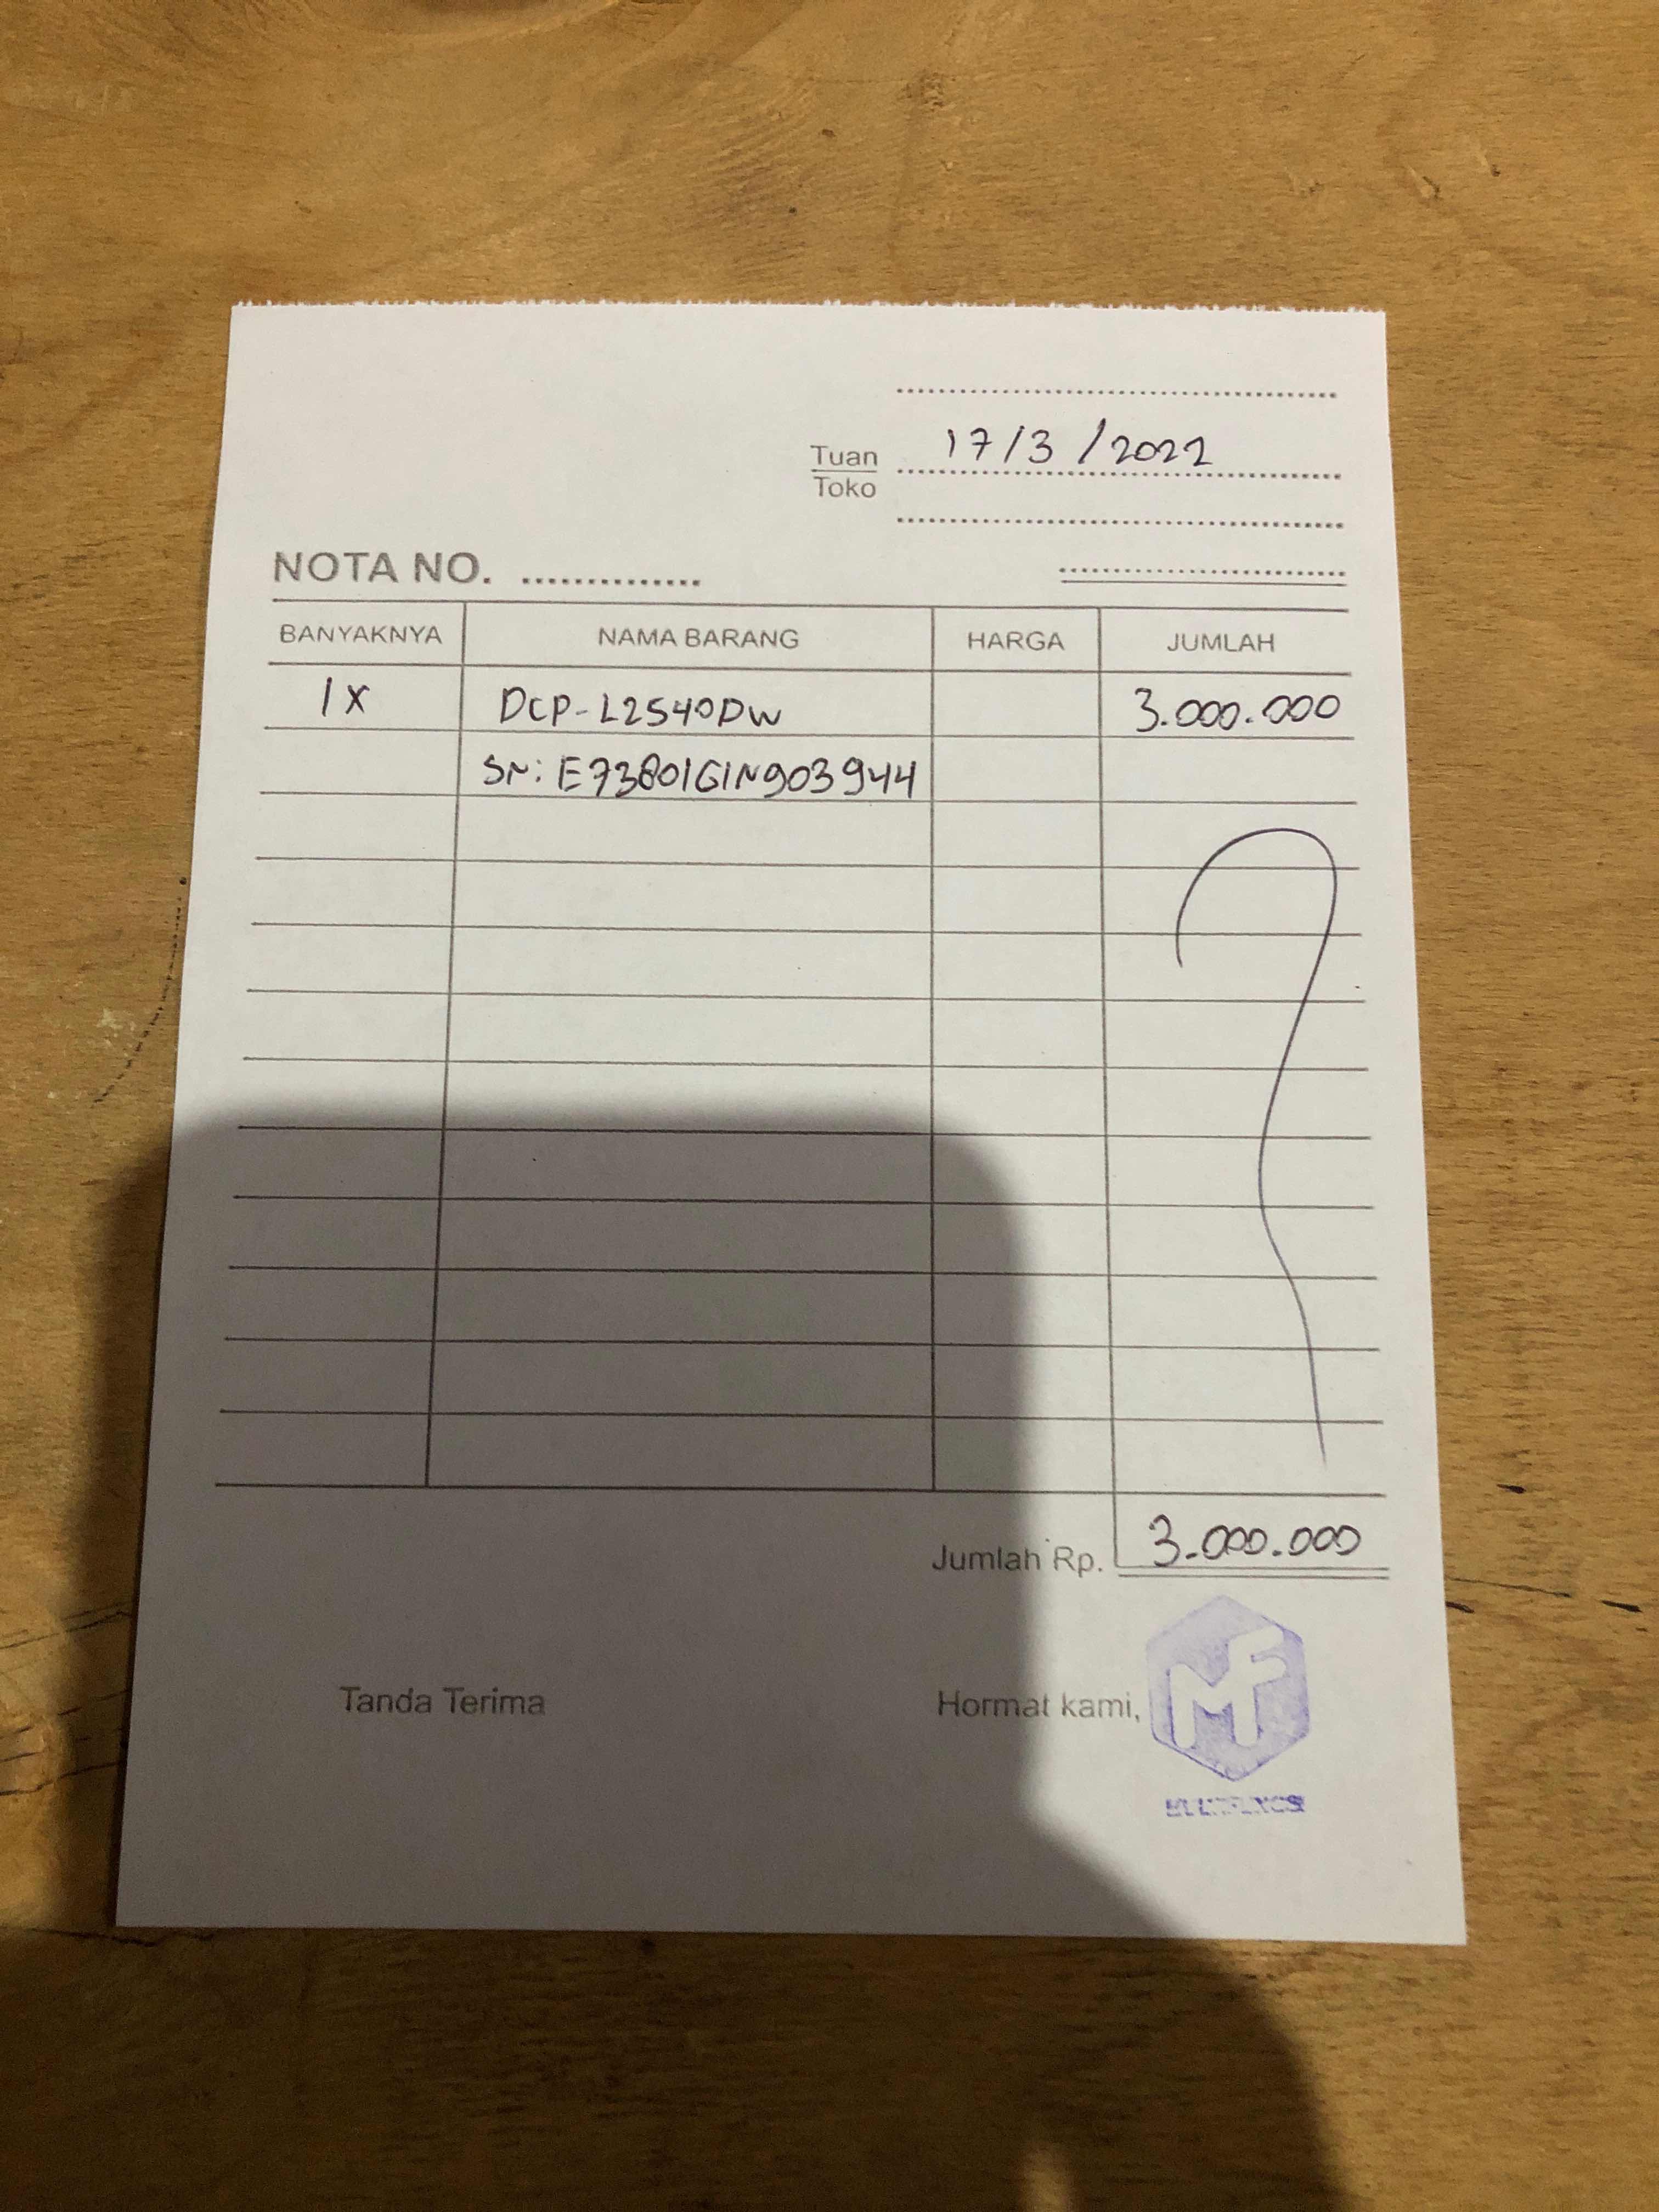 17/3/2022
Tuan
Toko
NOTA NO. ..............
BANYAKNYA NAMA BARANG HARGA JUMLAH
1X DCP-L2540DW 3.000.000
SN: E73801G1N903944
Jumlah Rp. 3.000.000
Tanda Terima Hormat kami,
MF